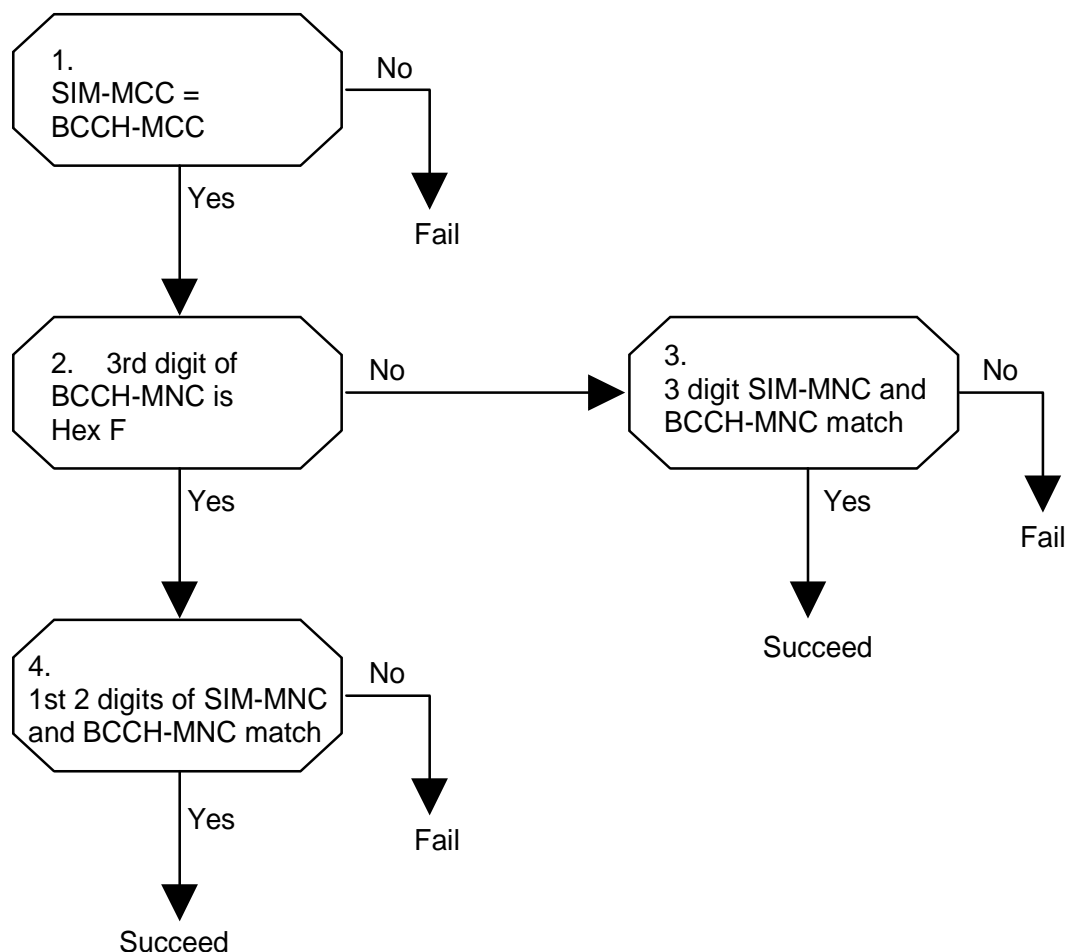 1.
SIM-MCC =
BCCH-MCC
No
Yes
Fail
2. 3rd digit of
BCCH-MNC is
Hex F
No
3.
3 digit SIM-MNC and
BCCH-MNC match
No
Yes
Yes
Fail
Succeed
4.
1st 2 digits of SIM-MNC
and BCCH-MNC match
No
Yes
Fail
Succeed